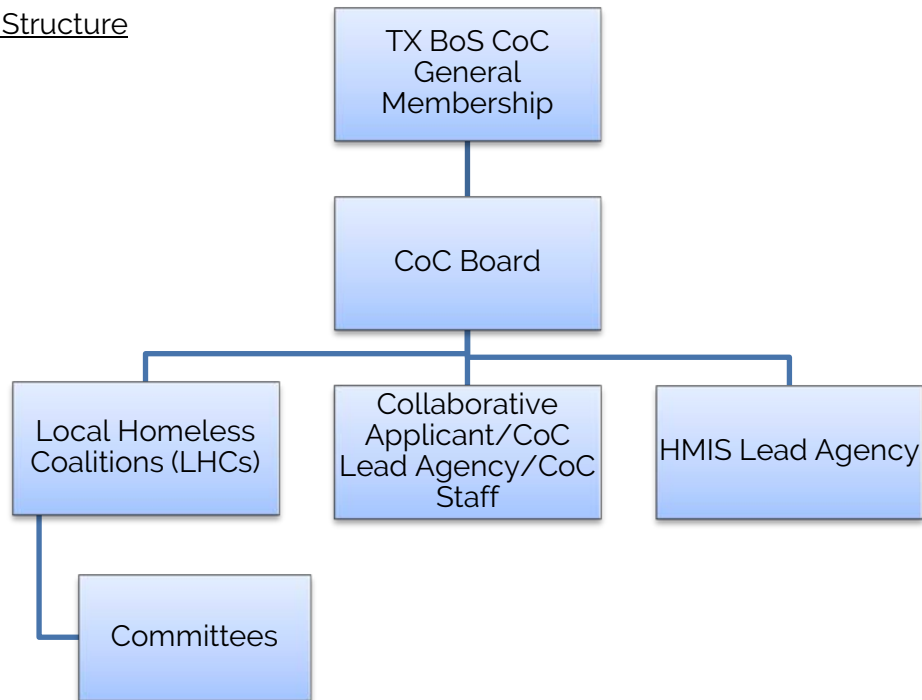 Structure
TX BoS CoC
General
Membership
CoC Board
Local Homeless
Coalitions (LHCs)
Collaborative
Applicant/CoC
Lead Agency/CoC
Staff
HMIS Lead Agency
Committees